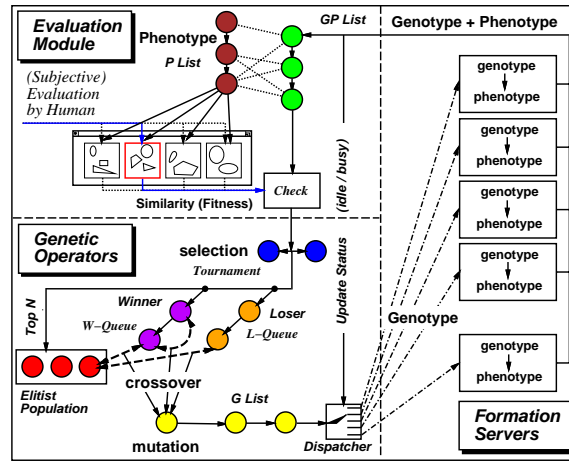 Evaluation
Module
Phenotype
P List
GP List
Genotype + Phenotype
(Subjective)
Evaluation
by Human
Similarity (Fitness)
Check
(idle / busy)
Update Status
genotype
phenotype
genotype
phenotype
genotype
phenotype
genotype
phenotype
genotype
phenotype
Genetic
Operators
selection
Tournament
Top N
Winner
W-Queue
Loser
L-Queue
Genotype
Elitist
Population
crossover
G List
mutation
Dispatcher
Formation
Servers